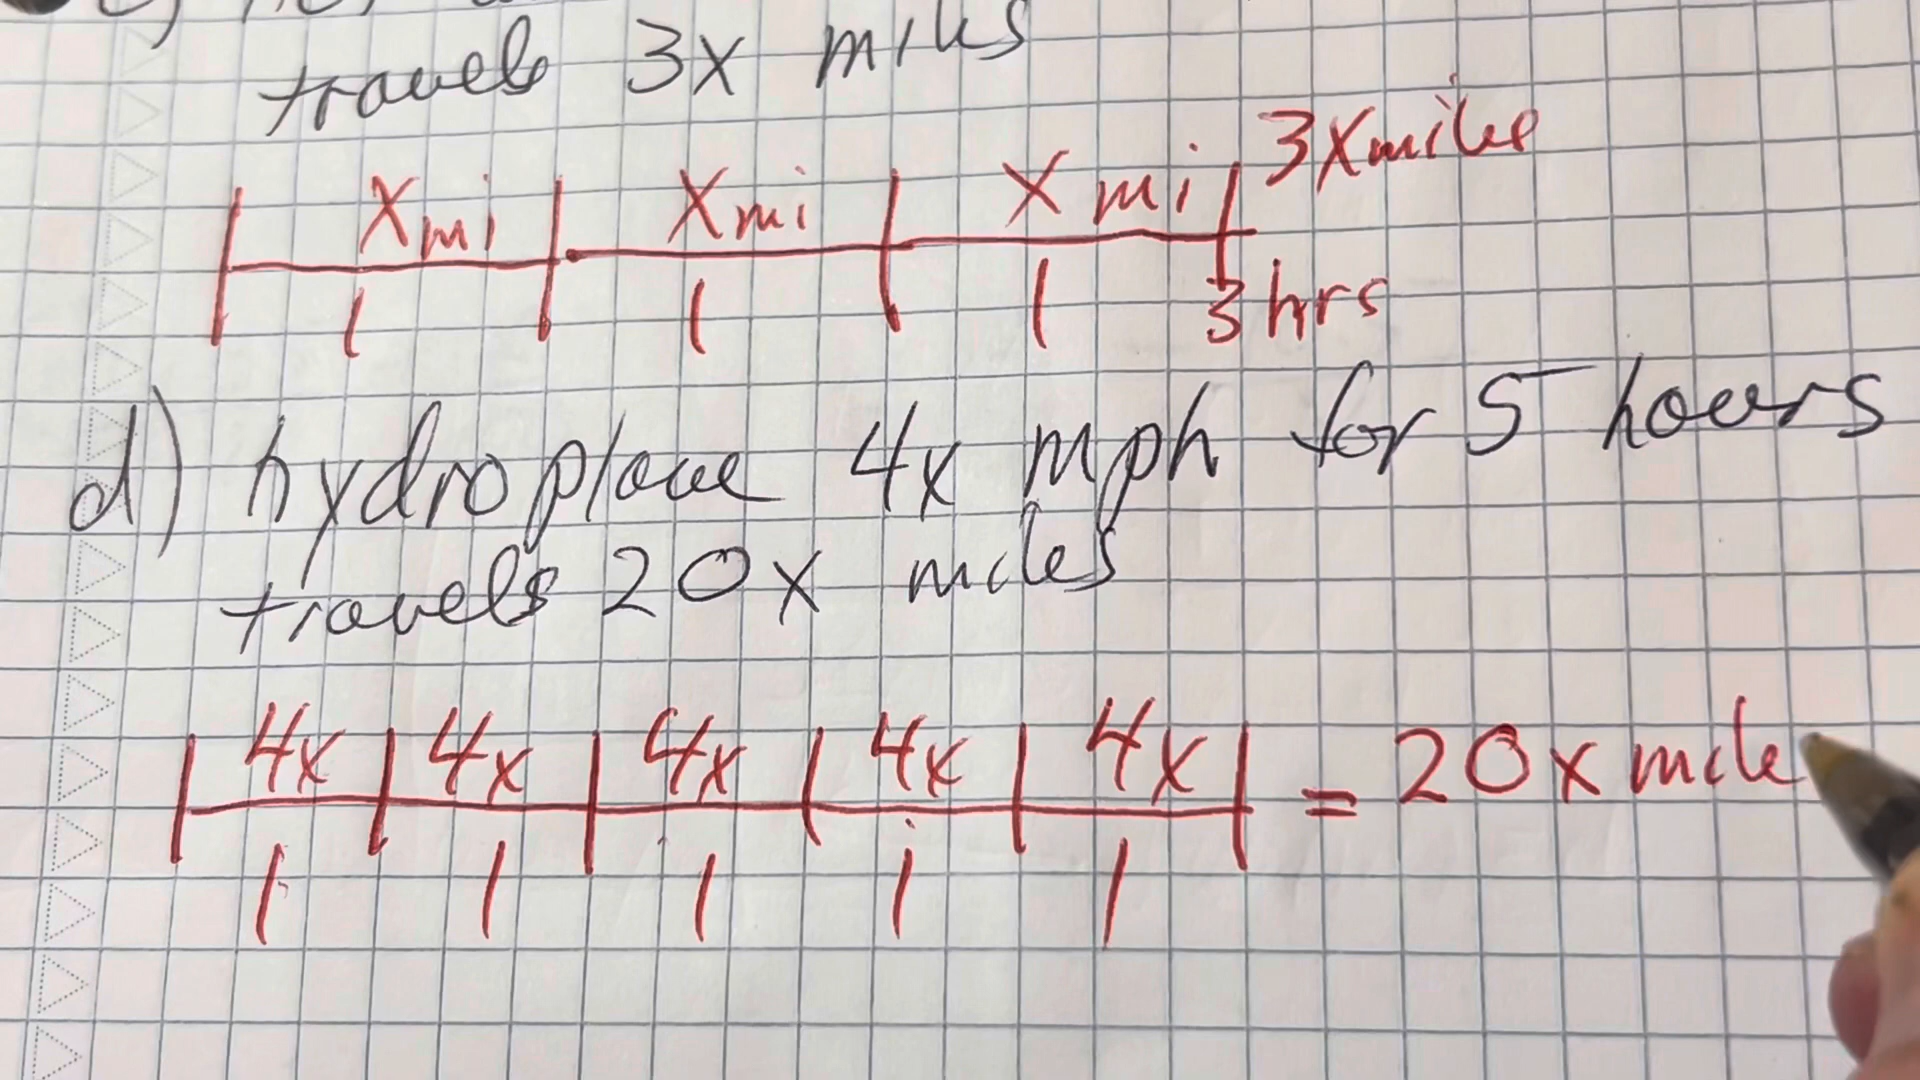 travels 3x miles
3x miles
x mi x mi x mi
1 1 1 3 hrs
d) hydroplane 4x mph for 5 hours
travels 20x miles
4x 4x 4x 4x 4x = 20x mile
1 1 1 1 1